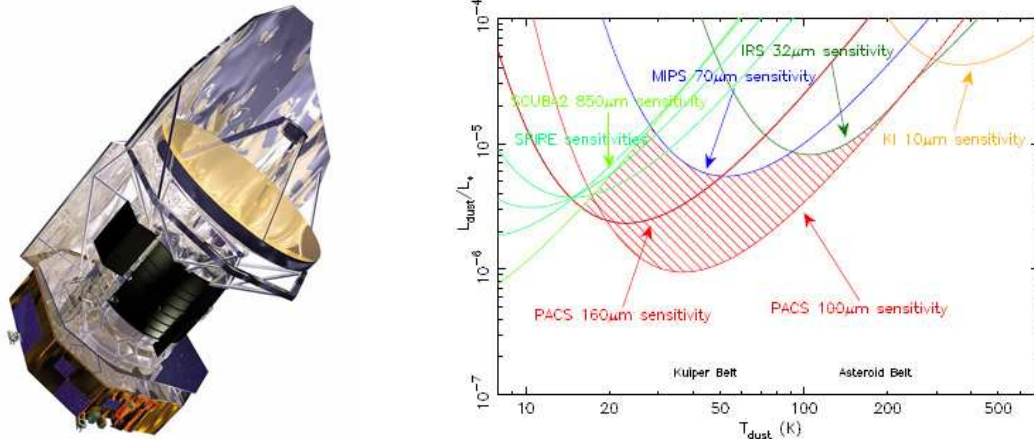 10⁻⁴
10⁻⁵
10⁻⁶
10⁻⁷
L_dust/L_*
IRS 32μm sensitivity
MIPS 70μm sensitivity
SCUBA2 850μm sensitivity
SPIRE sensitivities
KI 10μm sensitivity
PACS 160μm sensitivity
PACS 100μm sensitivity
Kuiper Belt
Asteroid Belt
10
20
50
100
200
500
T_dust (K)